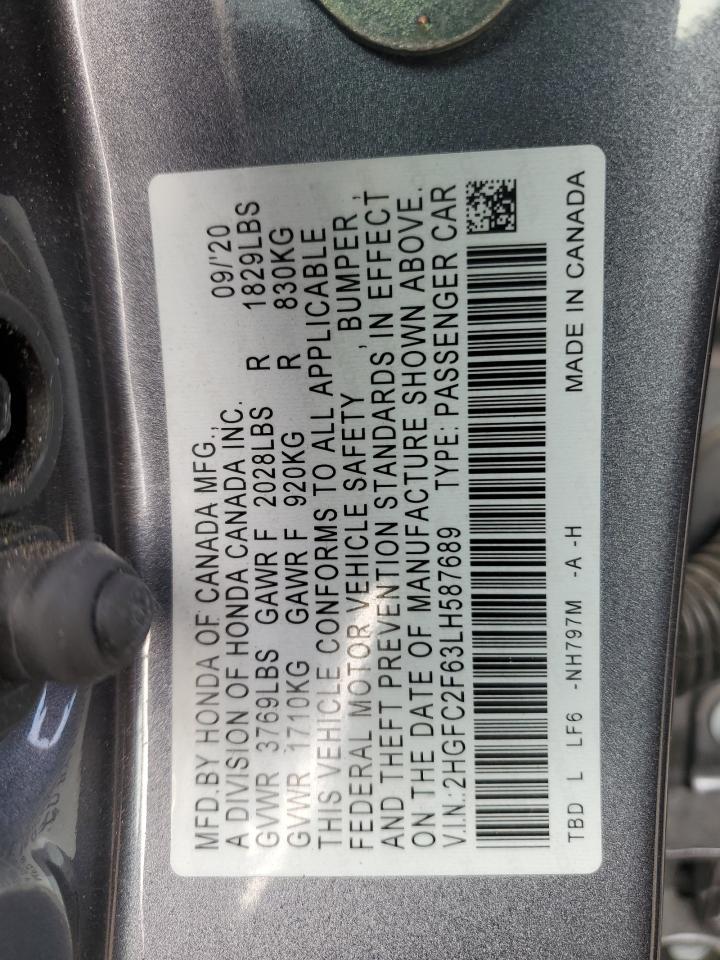 MFD.BY HONDA OF CANADA MFG., 09/'20
A DIVISION OF HONDA CANADA INC.
GVWR 3769LBS GAWR F 2028LBS R 1829LBS
GVWR 1710KG GAWR F 920KG R 830KG
THIS VEHICLE CONFORMS TO ALL APPLICABLE
FEDERAL MOTOR VEHICLE SAFETY , BUMPER ,
AND THEFT PREVENTION STANDARDS IN EFFECT
ON THE DATE OF MANUFACTURE SHOWN ABOVE.
V.I.N.:2HGFC2F63LH587689 TYPE:PASSENGER CAR
TBD L LF6 -NH797M -A -H MADE IN CANADA